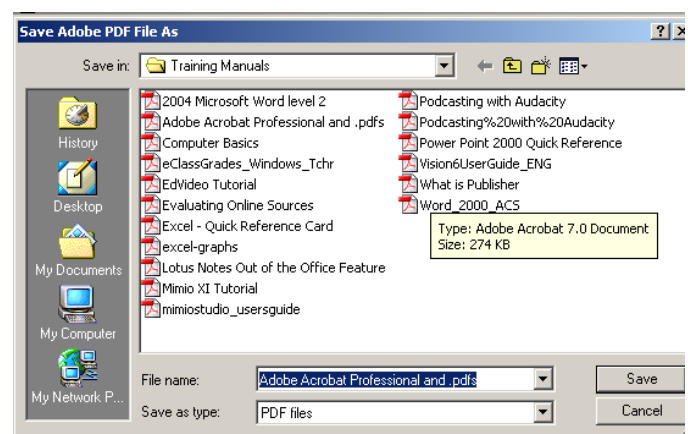 Save Adobe PDF File As
Save in:
Training Manuals
History
Desktop
My Documents
My Computer
My Network P...
2004 Microsoft Word level 2
Adobe Acrobat Professional and .pdfs
Computer Basics
eClassGrades_Windows_Tchr
EdVideo Tutorial
Evaluating Online Sources
Excel - Quick Reference Card
excel-graphs
Lotus Notes Out of the Office Feature
Mimio XI Tutorial
mimiostudio_usersguide
Podcasting with Audacity
Podcasting%20with%20Audacity
Power Point 2000 Quick Reference
Vision6UserGuide_ENG
What is Publisher
Word_2000_ACS
Type: Adobe Acrobat 7.0 Document
Size: 274 KB
File name:
Adobe Acrobat Professional and .pdfs
Save
Save as type:
PDF files
Cancel